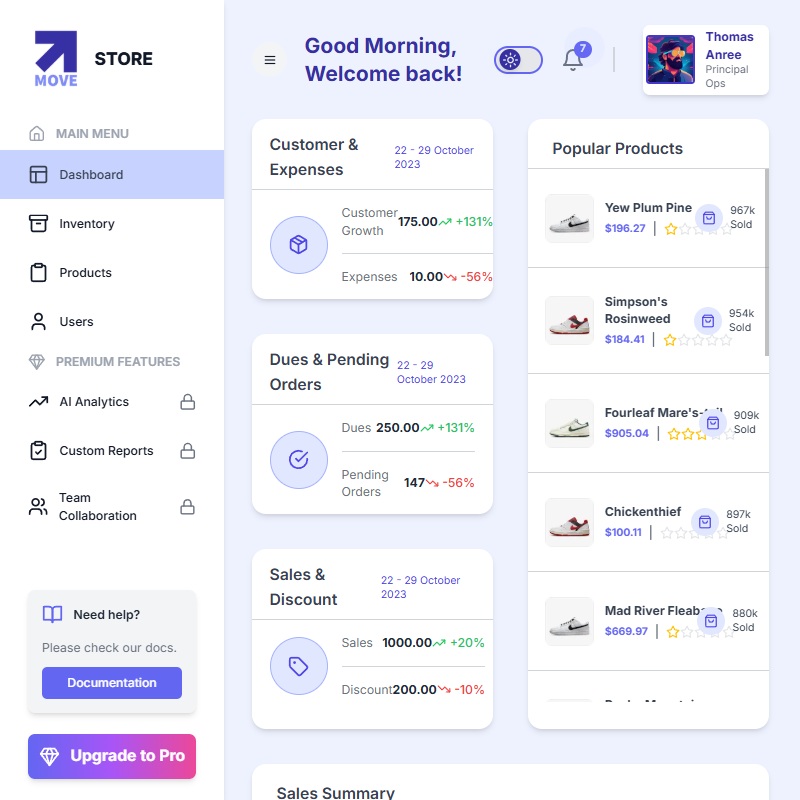 MOVE
STORE
MAIN MENU
Dashboard
Inventory
Products
Users
PREMIUM FEATURES
AI Analytics
Custom Reports
Team
Collaboration
Need help?
Please check our docs.
Documentation
Upgrade to Pro
Good Morning,
Welcome back!
7
Thomas
Anree
Principal
Ops
Customer &
Expenses
22 - 29 October
2023
Customer
Growth
175.00
+131%
Expenses
10.00
-56%
Dues & Pending
Orders
22 - 29
October 2023
Dues
250.00
+131%
Pending
Orders
147
-56%
Sales &
Discount
22 - 29 October
2023
Sales
1000.00
+20%
Discount
200.00
-10%
Popular Products
Yew Plum Pine
$196.27 |
967k
Sold
Simpson's
Rosinweed
$184.41 |
954k
Sold
Fourleaf Mare's-tail
$905.04 |
909k
Sold
Chickenthief
$100.11 |
897k
Sold
Mad River
$669.97 |
880k
Sold
Sales Summary